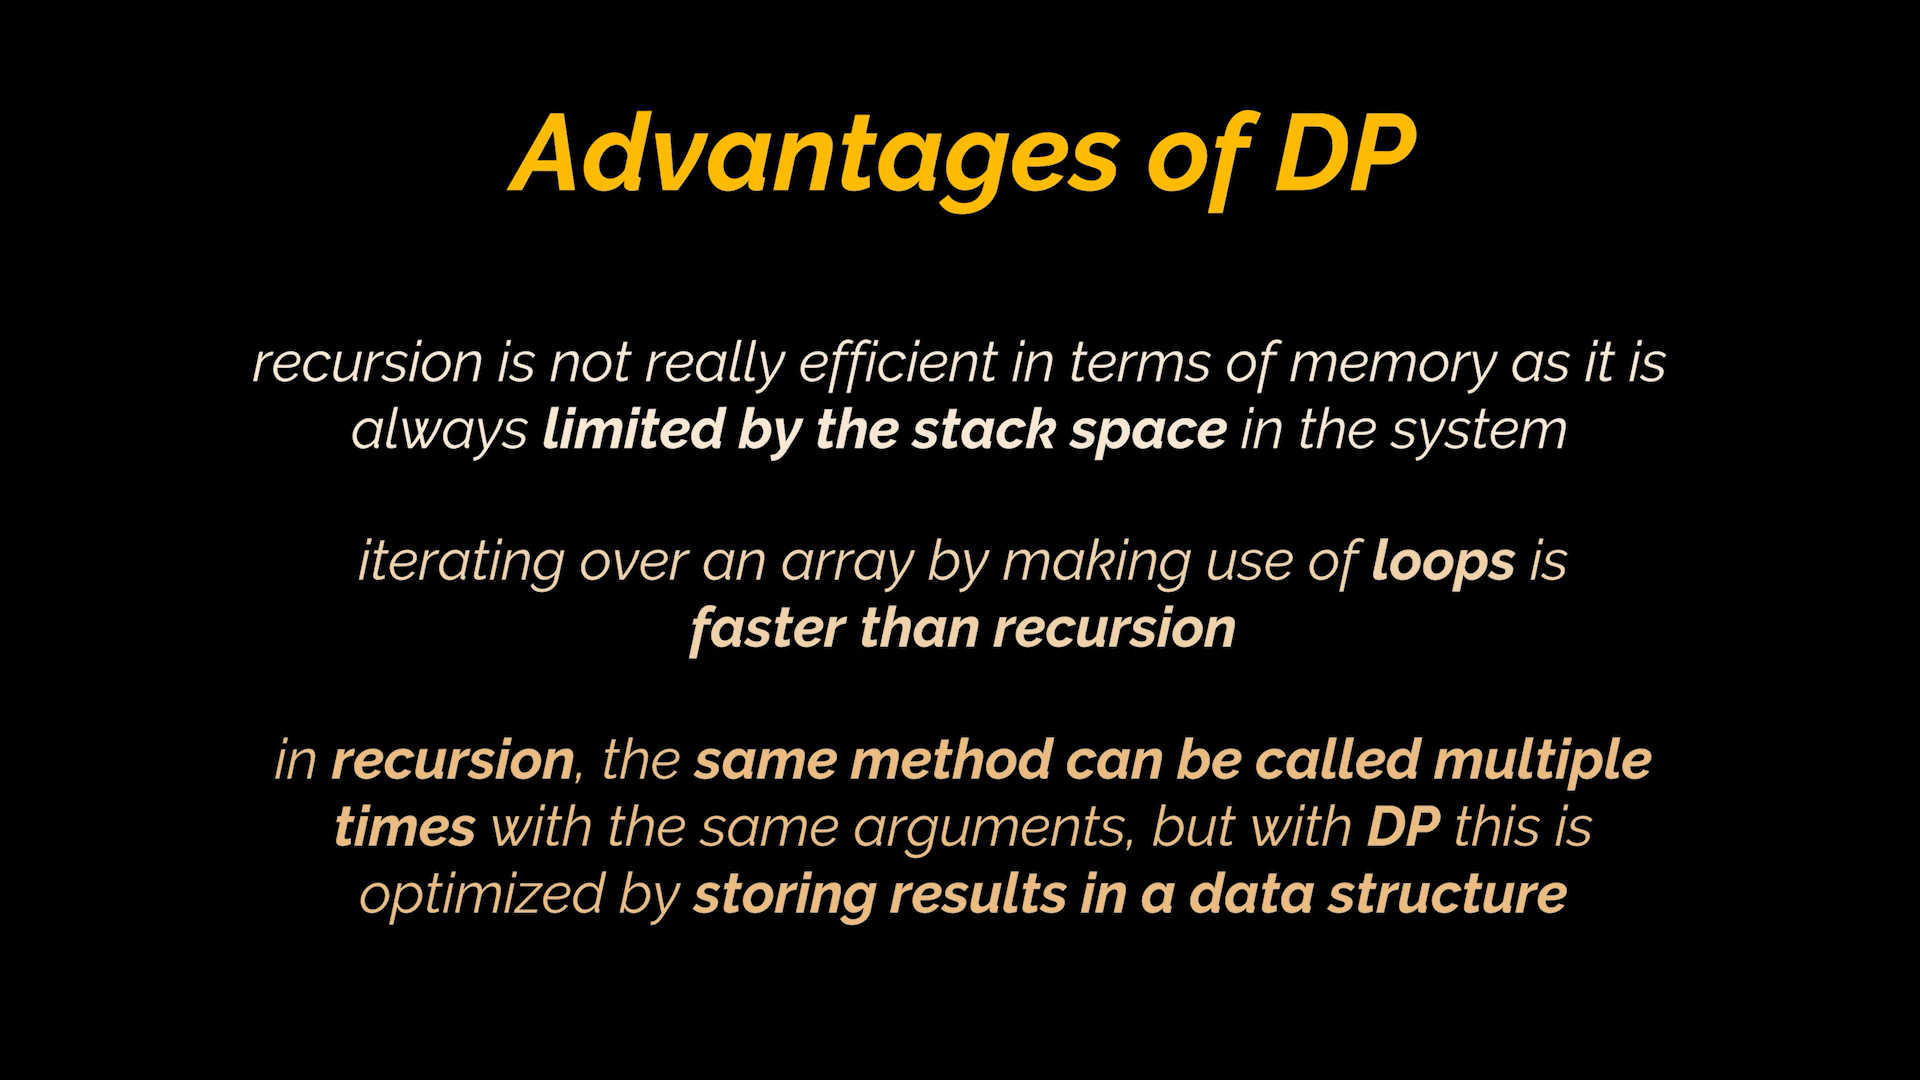 Advantages of DP
recursion is not really efficient in terms of memory as it is
always limited by the stack space in the system
iterating over an array by making use of loops is
faster than recursion
in recursion, the same method can be called multiple
times with the same arguments, but with DP this is
optimized by storing results in a data structure